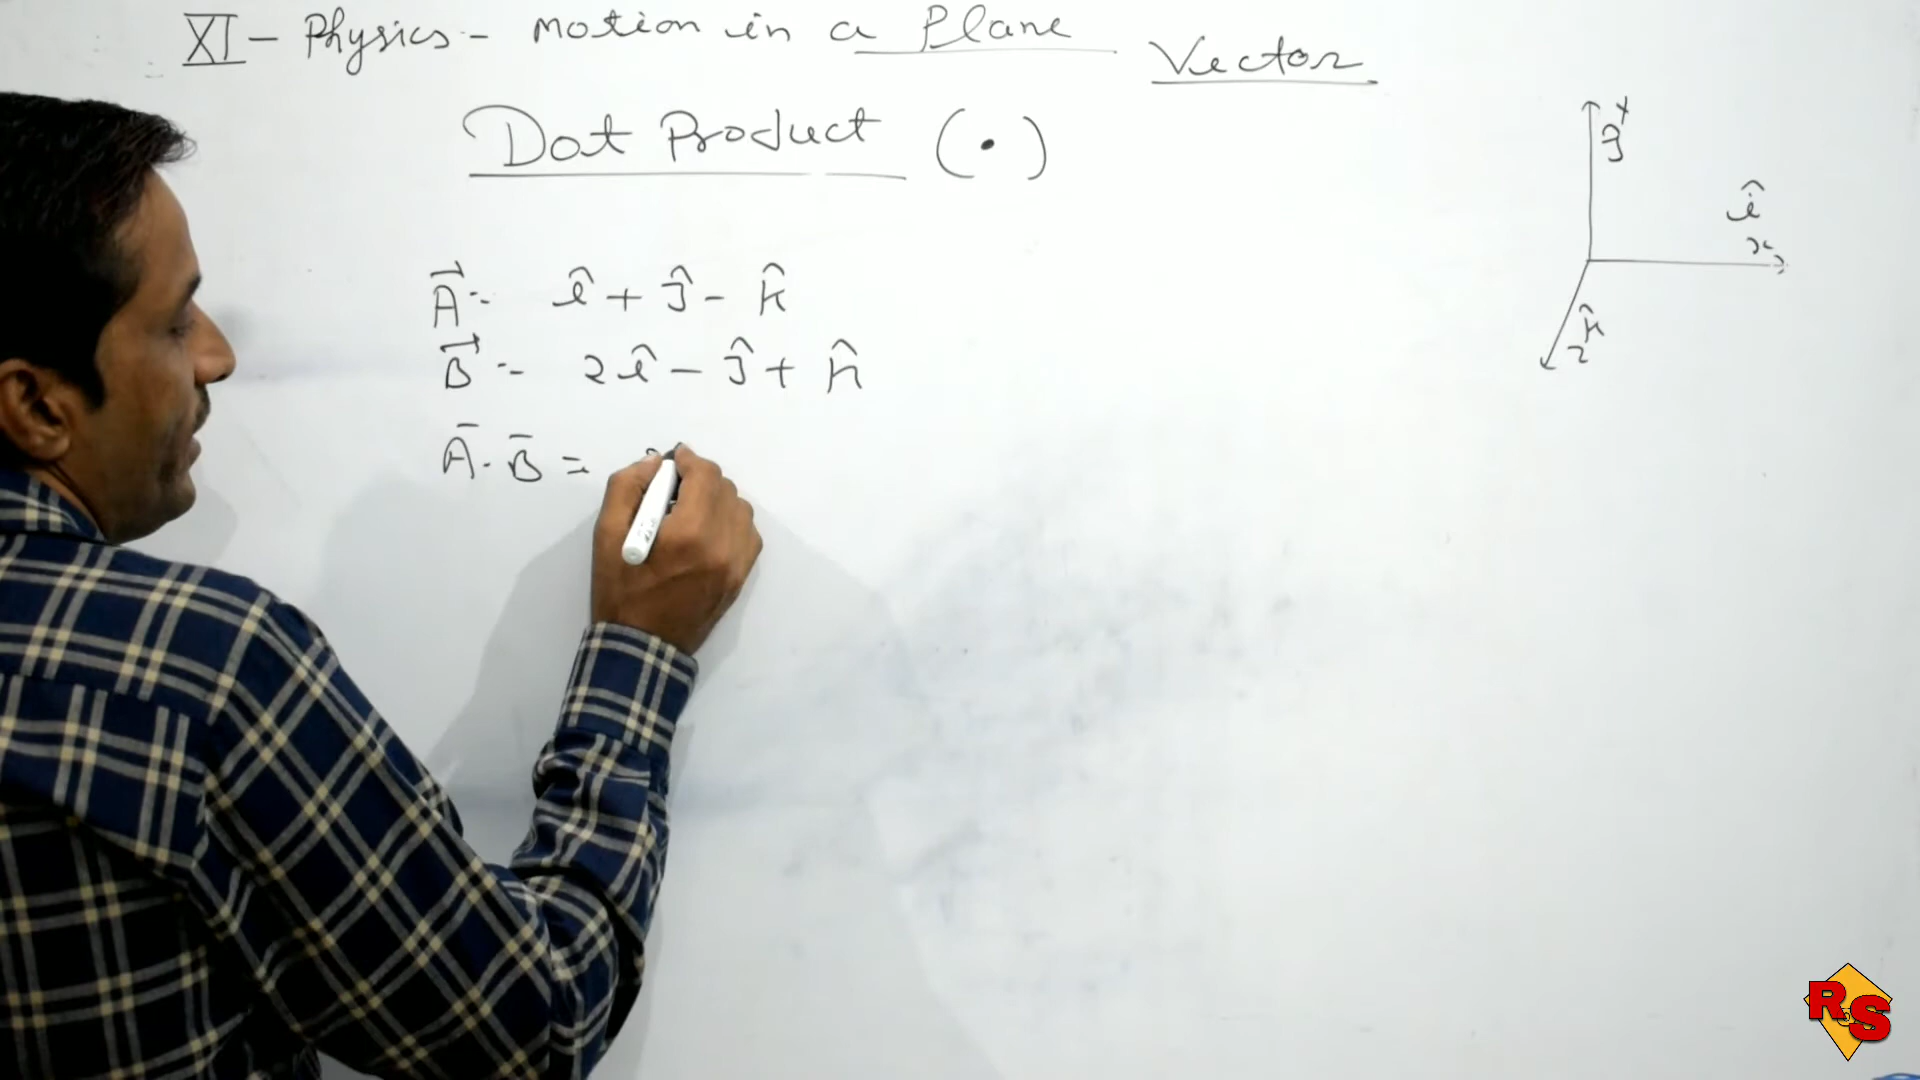 XI - Physics - motion in a Plane
Vector
Dot Product (•)
y
ĵ
î
x
k̂
z
A⃗ = î + ĵ - k̂
B⃗ = 2î - ĵ + k̂
A̅ . B̅ =
RS